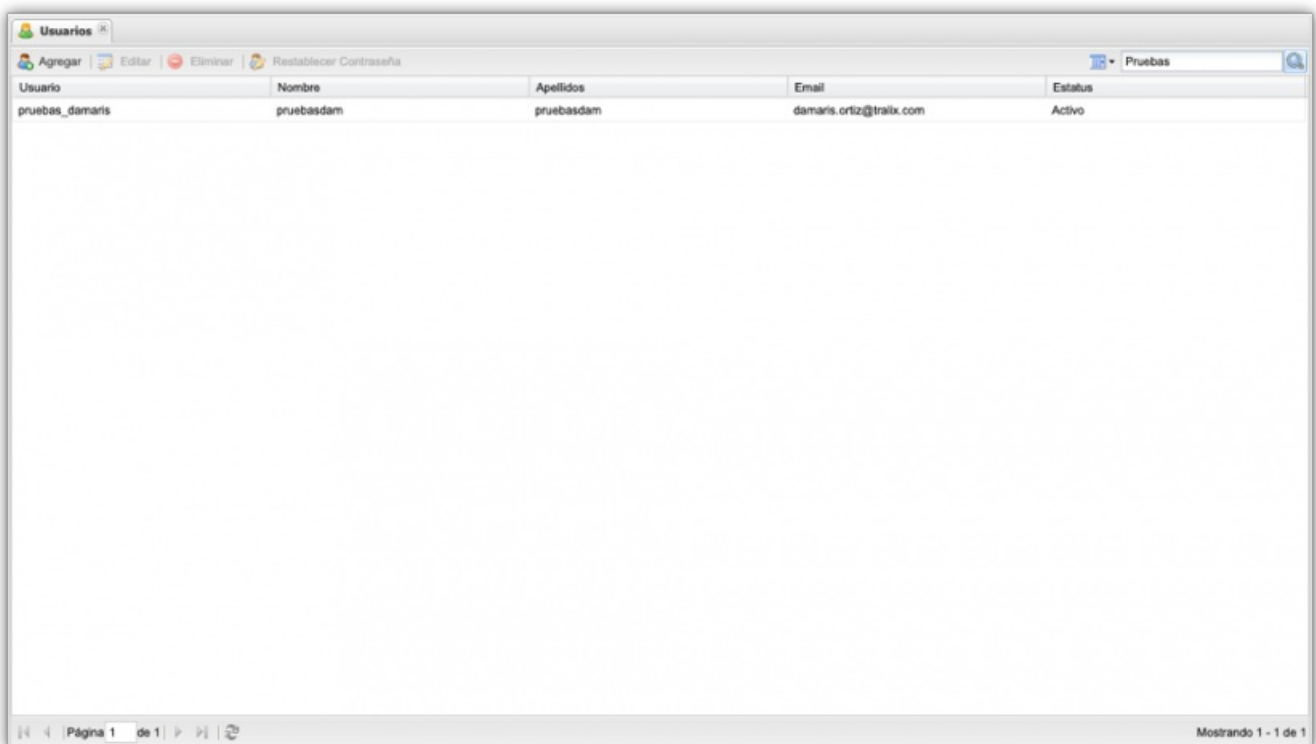 Usuarios
Agregar Editar Eliminar Restablecer Contraseña Pruebas
Usuario Nombre Apellidos Email Estatus
pruebas_damaris pruebasdam pruebasdam damaris.ortiz@tralix.com Activo
Página 1 de 1 Mostrando 1 - 1 de 1